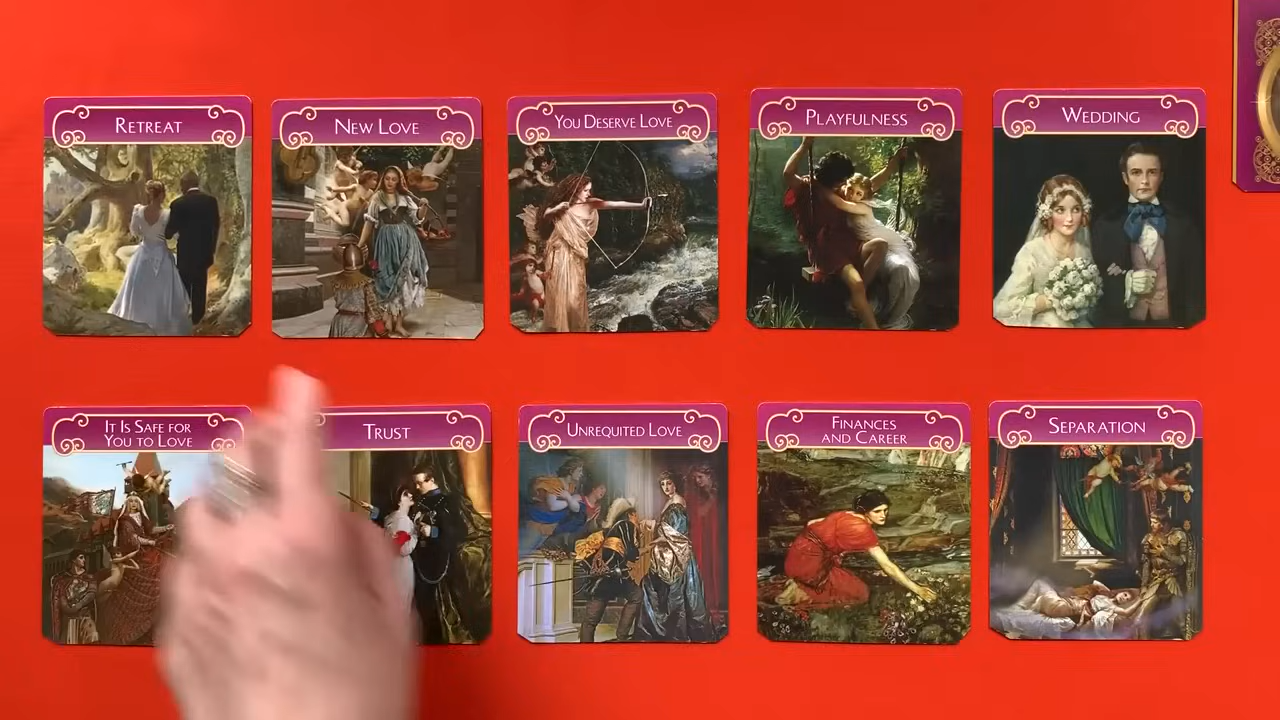 RETREAT
NEW LOVE
YOU DESERVE LOVE
PLAYFULNESS
WEDDING
IT IS SAFE FOR
YOU TO LOVE
TRUST
UNREQUITED LOVE
FINANCES
AND CAREER
SEPARATION